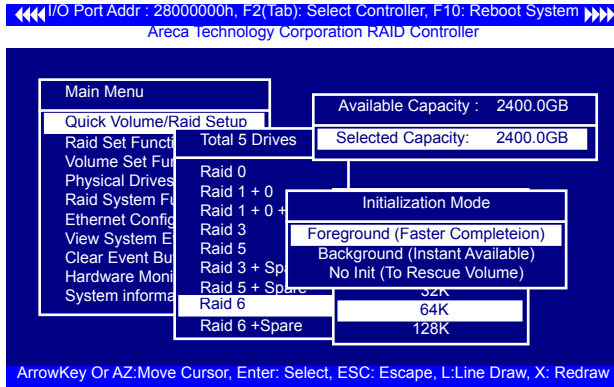 I/O Port Addr : 28000000h, F2(Tab): Select Controller, F10: Reboot System
Areca Technology Corporation RAID Controller
Main Menu
Quick Volume/Raid Setup
Raid Set Functi
Volume Set Fun
Physical Drives
Raid System Fu
Ethernet Config
View System E
Clear Event Bu
Hardware Moni
System informa
Total 5 Drives
Raid 0
Raid 1 + 0
Raid 1 + 0 +
Raid 3
Raid 5
Raid 3 + Spa
Raid 5 + Spare
Raid 6
Raid 6 +Spare
Available Capacity : 2400.0GB
Selected Capacity: 2400.0GB
Initialization Mode
Foreground (Faster Completeion)
Background (Instant Available)
No Init (To Rescue Volume)
32K
64K
128K
ArrowKey Or AZ:Move Cursor, Enter: Select, ESC: Escape, L:Line Draw, X: Redraw